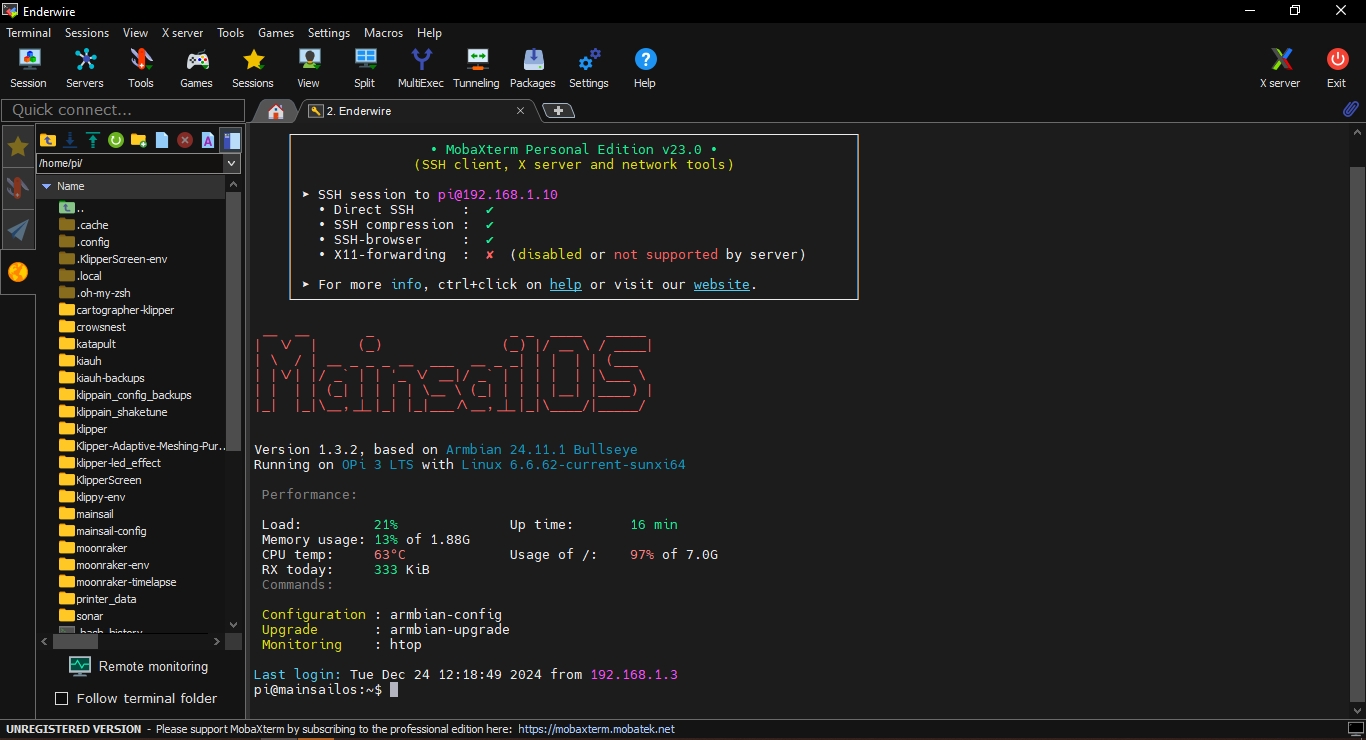 Enderwire
Terminal Sessions View X server Tools Games Settings Macros Help
Session Servers Tools Games Sessions View Split MultiExec Tunneling Packages Settings Help X server Exit
Quick connect...
2. Enderwire
/home/pi/
Name
..
.cache
.config
.KlipperScreen-env
.local
.oh-my-zsh
cartographer-klipper
crowsnest
katapult
kiauh
kiauh-backups
klippain_config_backups
klippain_shaketune
klipper
Klipper-Adaptive-Meshing-Pur..
klipper-led_effect
KlipperScreen
klippy-env
mainsail
mainsail-config
moonraker
moonraker-env
moonraker-timelapse
printer_data
sonar
.bash_history
Remote monitoring
Follow terminal folder
• MobaXterm Personal Edition v23.0 •
(SSH client, X server and network tools)
➤ SSH session to pi@192.168.1.10
• Direct SSH : ✔
• SSH compression : ✔
• SSH-browser : ✔
• X11-forwarding : ✘ (disabled or not supported by server)
➤ For more info, ctrl+click on help or visit our website.
MainsailOS
Version 1.3.2, based on Armbian 24.11.1 Bullseye
Running on OPi 3 LTS with Linux 6.6.62-current-sunxi64
Performance:
Load: 21% Up time: 16 min
Memory usage: 13% of 1.88G
CPU temp: 63°C Usage of /: 97% of 7.0G
RX today: 333 KiB
Commands:
Configuration : armbian-config
Upgrade : armbian-upgrade
Monitoring : htop
Last login: Tue Dec 24 12:18:49 2024 from 192.168.1.3
pi@mainsailos:~$
UNREGISTERED VERSION - Please support MobaXterm by subscribing to the professional edition here: https://mobaxterm.mobatek.net